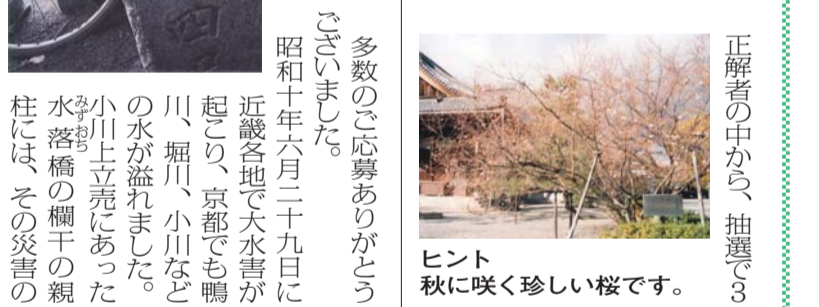 正解者の中から、抽選で３
ヒント
秋に咲く珍しい桜です。
多数のご応募ありがとう
ございました。
昭和十年六月二十九日に
近畿各地で大水害が
起こり、京都でも鴨
川、堀川、小川など
の水が溢れました。
小川上立売にあった
水落橋の欄干の親
みずおち
柱には、その災害の
四